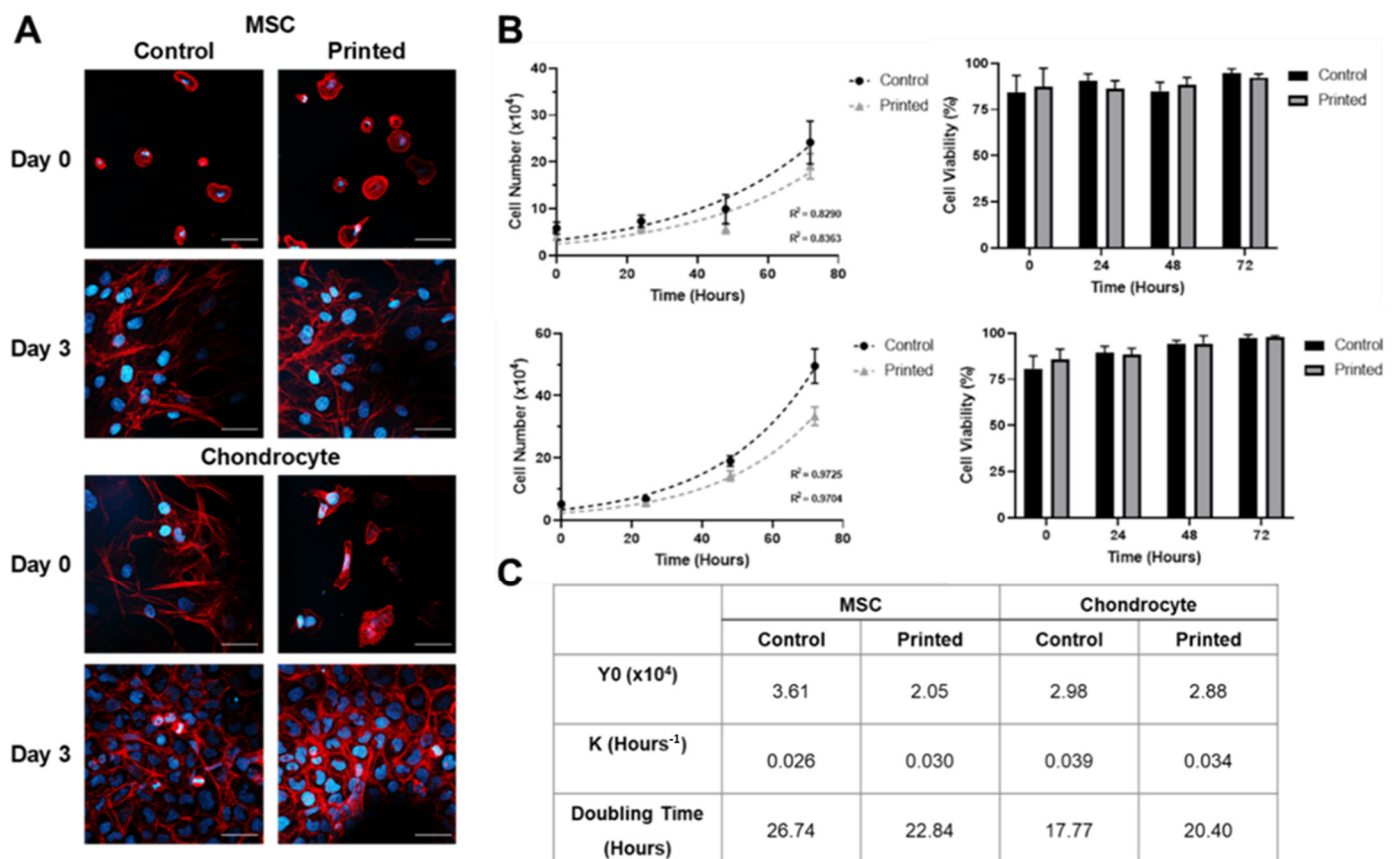 A
MSC
Control Printed
Day 0
Day 3
Chondrocyte
Day 0
Day 3
B
40
30
20
10
0
Cell Number (x10⁴)
0 20 40 60 80
Time (Hours)
Control
Printed
R² = 0.8290
R² = 0.8363
100
75
50
25
0
Cell Viability (%)
0 24 48 72
Time (Hours)
Control
Printed
60
40
20
0
Cell Number (x10⁴)
0 20 40 60 80
Time (Hours)
Control
Printed
R² = 0.9725
R² = 0.9704
100
75
50
25
0
Cell Viability (%)
0 24 48 72
Time (Hours)
Control
Printed
C
MSC Chondrocyte
Control Printed Control Printed
Y0 (x10⁴) 3.61 2.05 2.98 2.88
K (Hours⁻¹) 0.026 0.030 0.039 0.034
Doubling Time
(Hours) 26.74 22.84 17.77 20.40